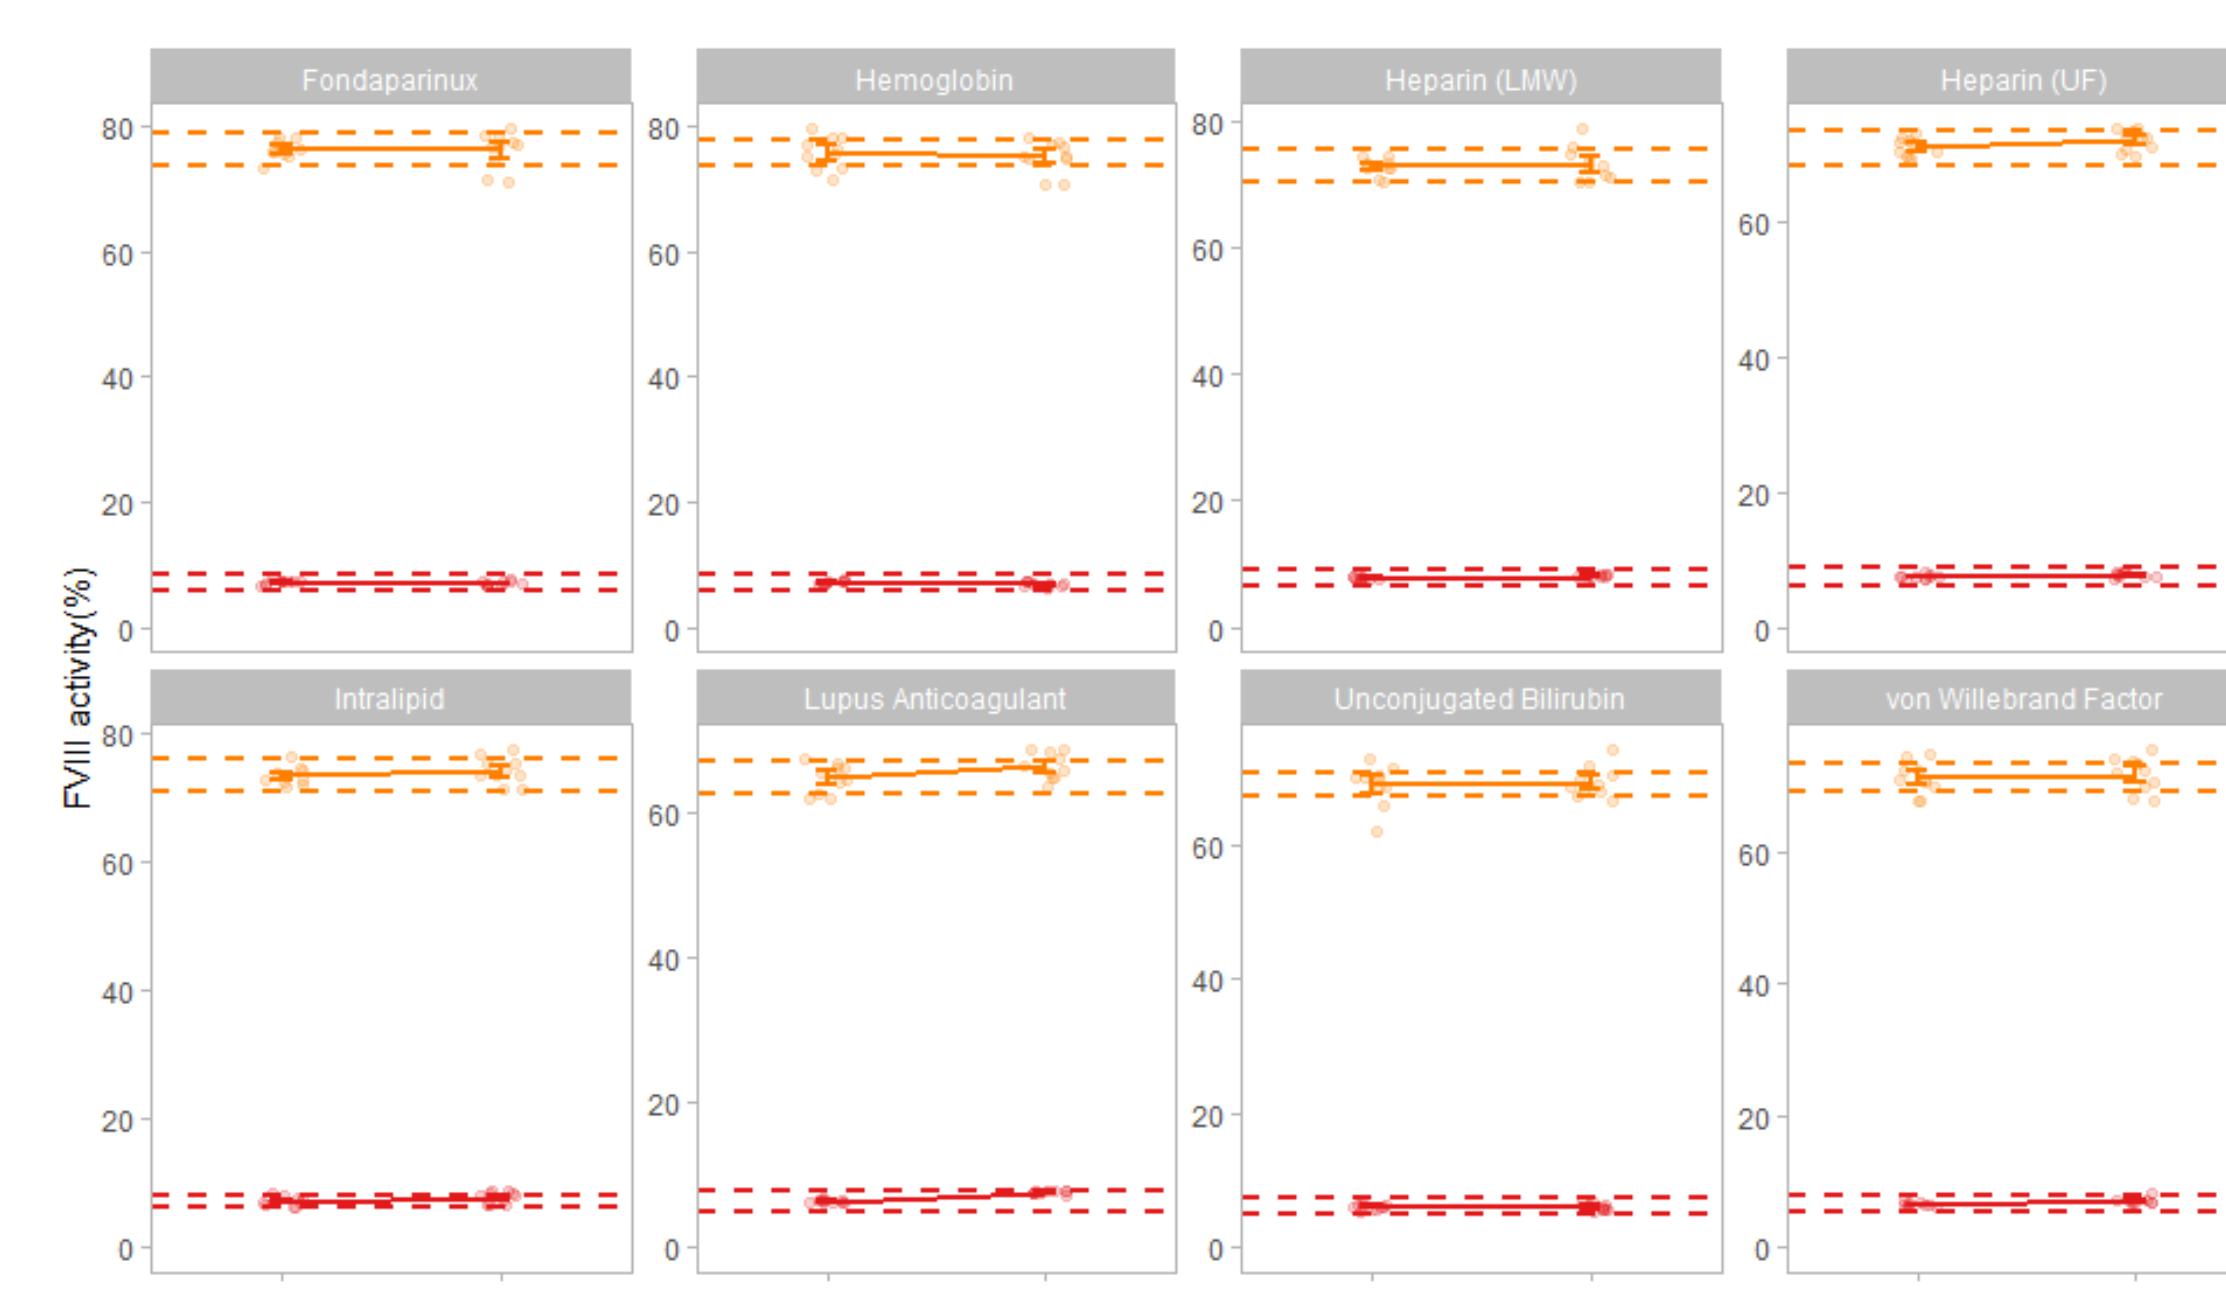 Fondaparinux Hemoglobin Heparin (LMW) Heparin (UF)
80 80 80
60 60 60 60
40 40 40 40
20 20 20 20
0 0 0 0
FVIII activity(%)
Intralipid Lupus Anticoagulant Unconjugated Bilirubin von Willebrand Factor
80
60 60 60 60
40 40 40 40
20 20 20 20
0 0 0 0